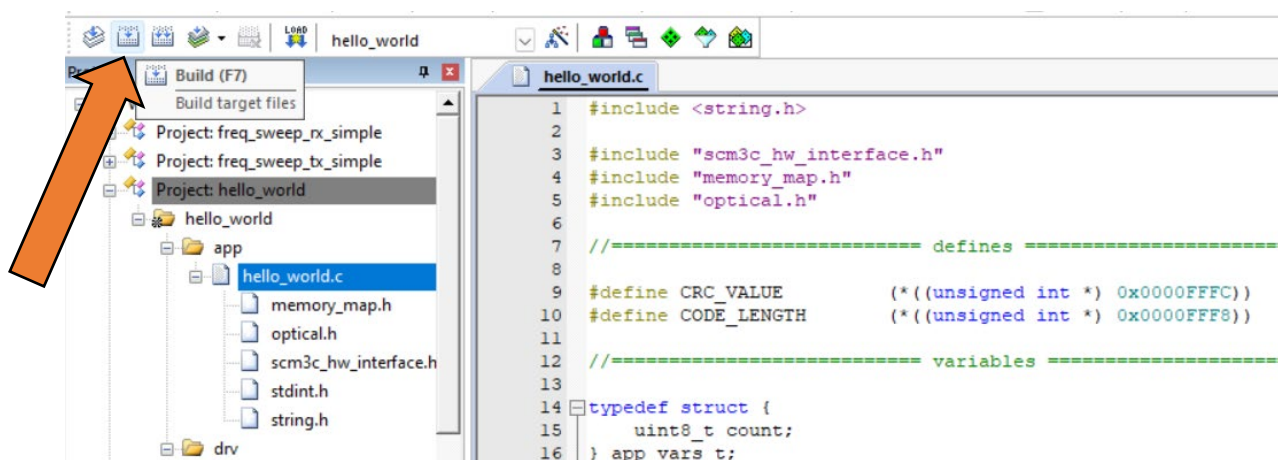 LOAD
hello_world
Build (F7)
Build target files
Project: freq_sweep_rx_simple
Project: freq_sweep_tx_simple
Project: hello_world
hello_world
app
hello_world.c
memory_map.h
optical.h
scm3c_hw_interface.h
stdint.h
string.h
drv
hello_world.c
1 #include <string.h>
2
3 #include "scm3c_hw_interface.h"
4 #include "memory_map.h"
5 #include "optical.h"
6
7 //=========================== defines =======================
8
9 #define CRC_VALUE (*((unsigned int *) 0x0000FFFC))
10 #define CODE_LENGTH (*((unsigned int *) 0x0000FFF8))
11
12 //=========================== variables =====================
13
14 typedef struct {
15 uint8_t count;
16 } app_vars_t;